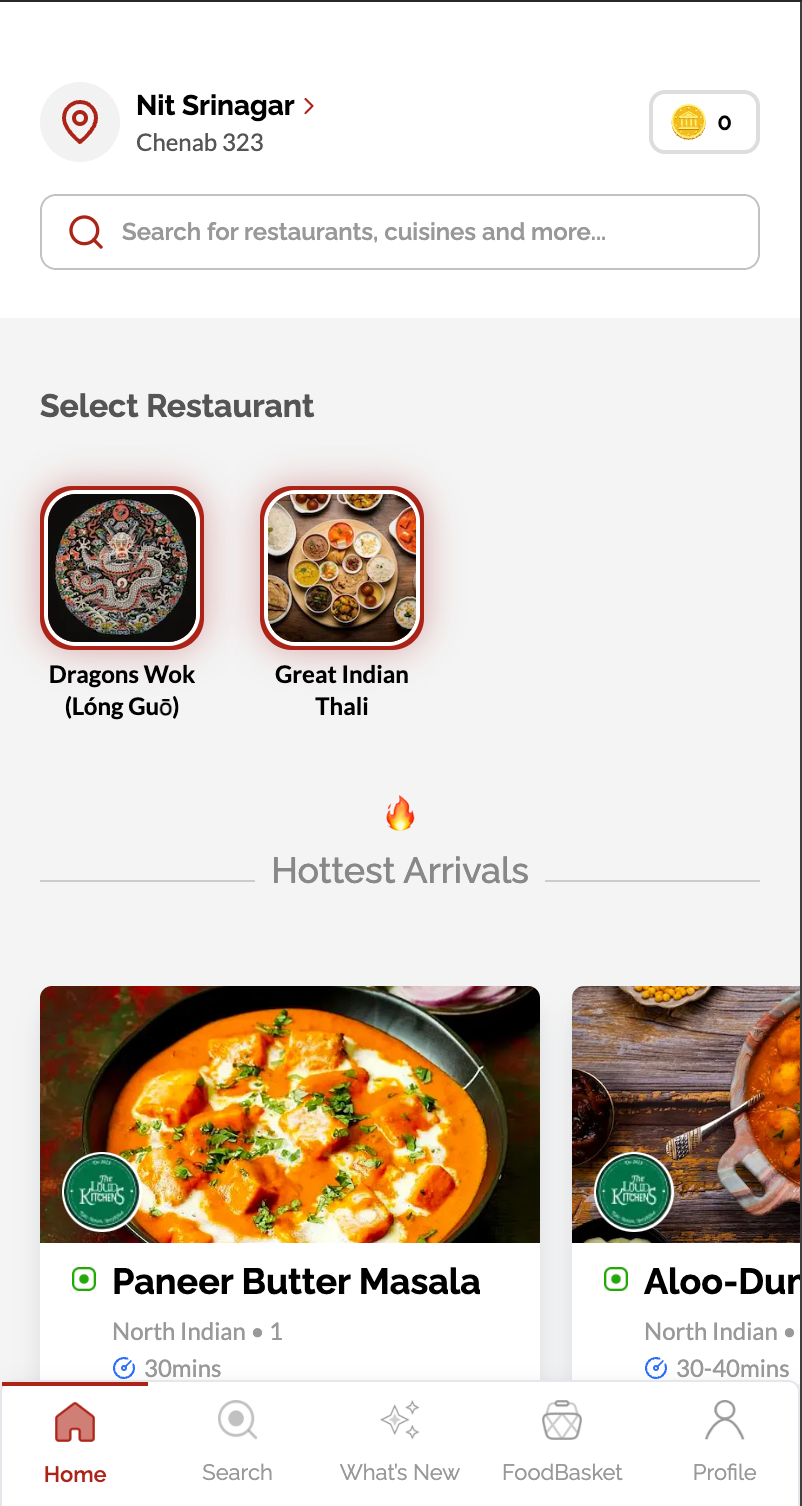 Nit Srinagar
Chenab 323
0
Search for restaurants, cuisines and more...
Select Restaurant
Dragons Wok
(Lóng Guō)
Great Indian
Thali
Hottest Arrivals
The
LOUD
KITCHENS
The
LOUD
KITCHENS
Paneer Butter Masala
North Indian • 1
30mins
Aloo-Dur
North Indian •
30-40mins
Home
Search
What's New
FoodBasket
Profile